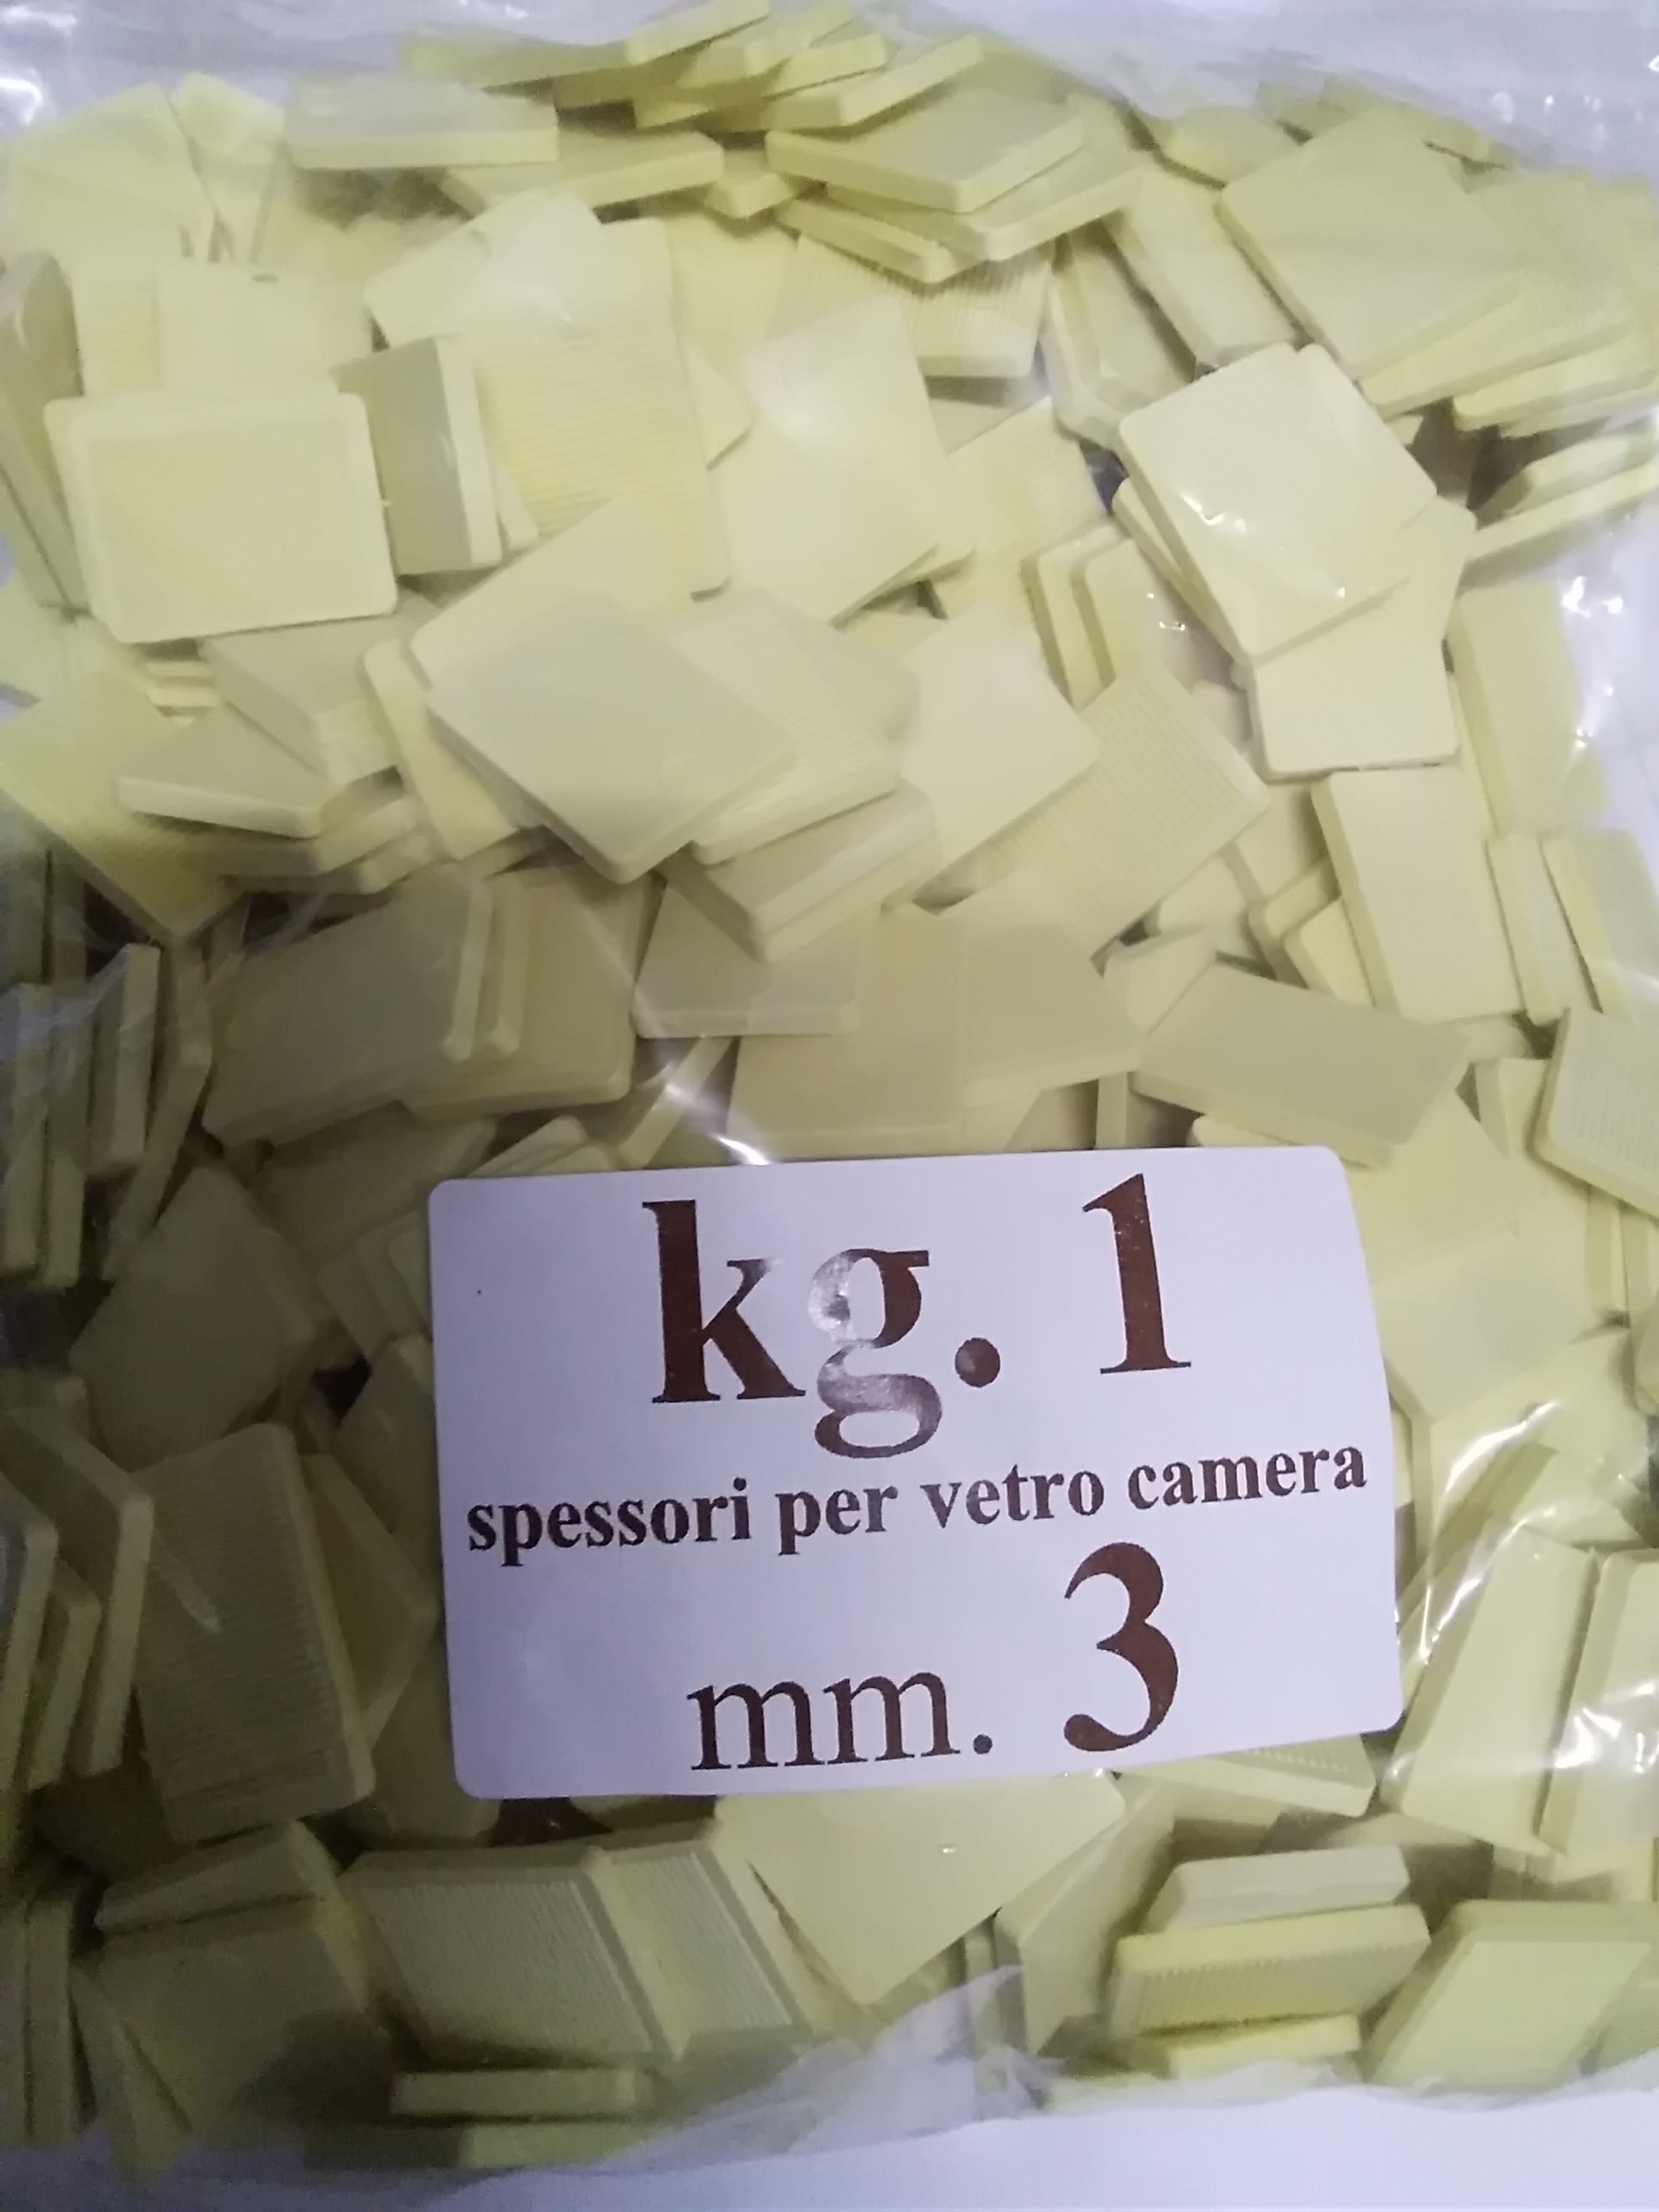 kg. 1
spessori per vetro camera
mm. 3